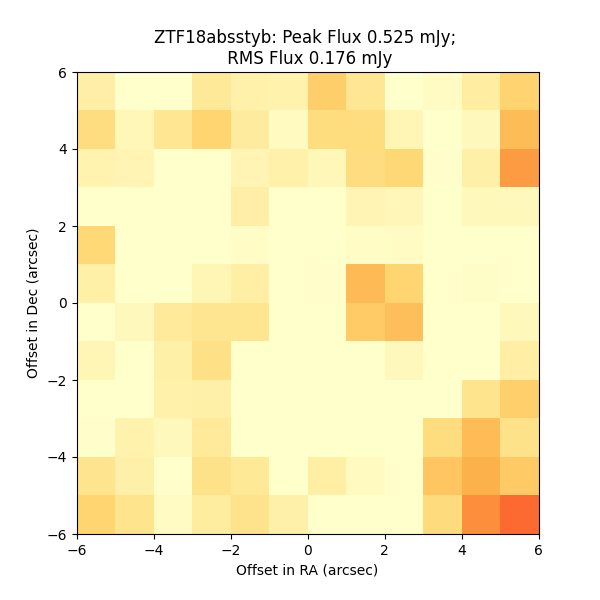 ZTF18absstyb: Peak Flux 0.525 mJy;
RMS Flux 0.176 mJy
6
4
2
0
−2
−4
−6
Offset in Dec (arcsec)
−6 −4 −2 0 2 4 6
Offset in RA (arcsec)